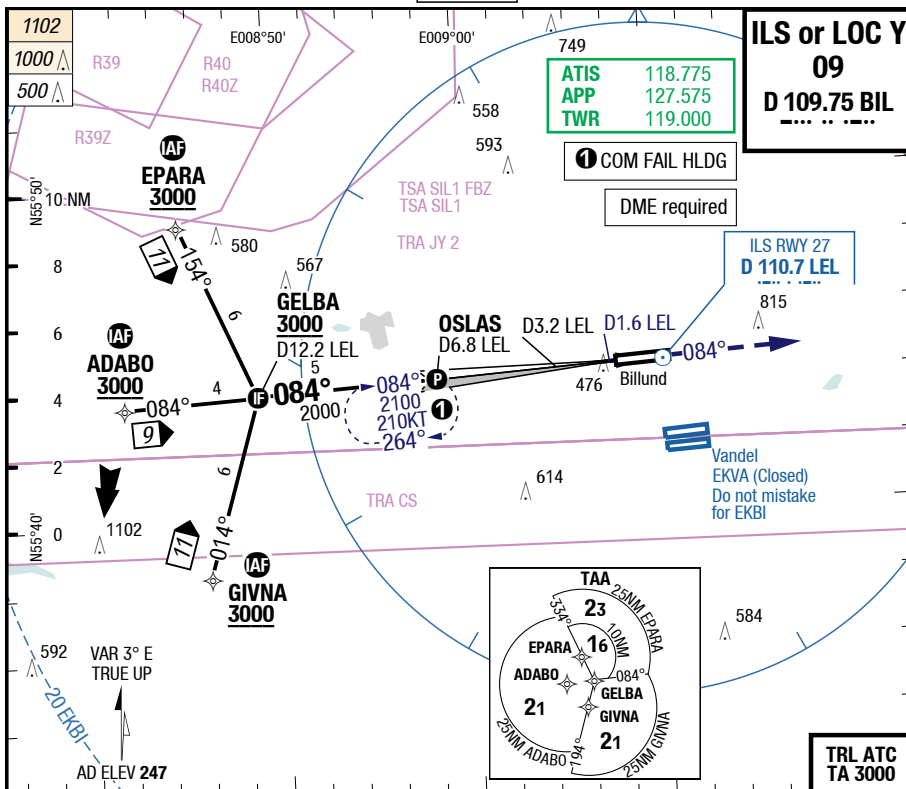 1102
1000
500
E008°50'
E009°00'
749
ILS or LOC Y
09
D 109.75 BIL
ATIS 118.775
APP 127.575
TWR 119.000
R39
R40
R40Z
R39Z
558
593
1 COM FAIL HLDG
DME required
IAF
EPARA
3000
N55°50'
10 NM
TSA SIL1 FBZ
TSA SIL1
TRA JY 2
580
567
11
154°
6
ILS RWY 27
D 110.7 LEL
815
8
6
4
2
0
GELBA
3000
D12.2 LEL
OSLAS
D6.8 LEL
D3.2 LEL
D1.6 LEL
IAF
ADABO
3000
084°
4
9
IF
5
084°
2000
P
084°
2100
210KT
264°
1
476
Billund
084°
Vandel
EKVA (Closed)
Do not mistake
for EKBI
6
614
TRA CS
1102
N55°40'
11
014°
IAF
GIVNA
3000
592
20 EKBI
VAR 3° E
TRUE UP
AD ELEV 247
TAA
25NM EPARA
334°
23
10NM
16
EPARA
ADABO
084°
GELBA
GIVNA
21
21
194°
25NM ADABO
25NM GIVNA
584
TRL ATC
TA 3000